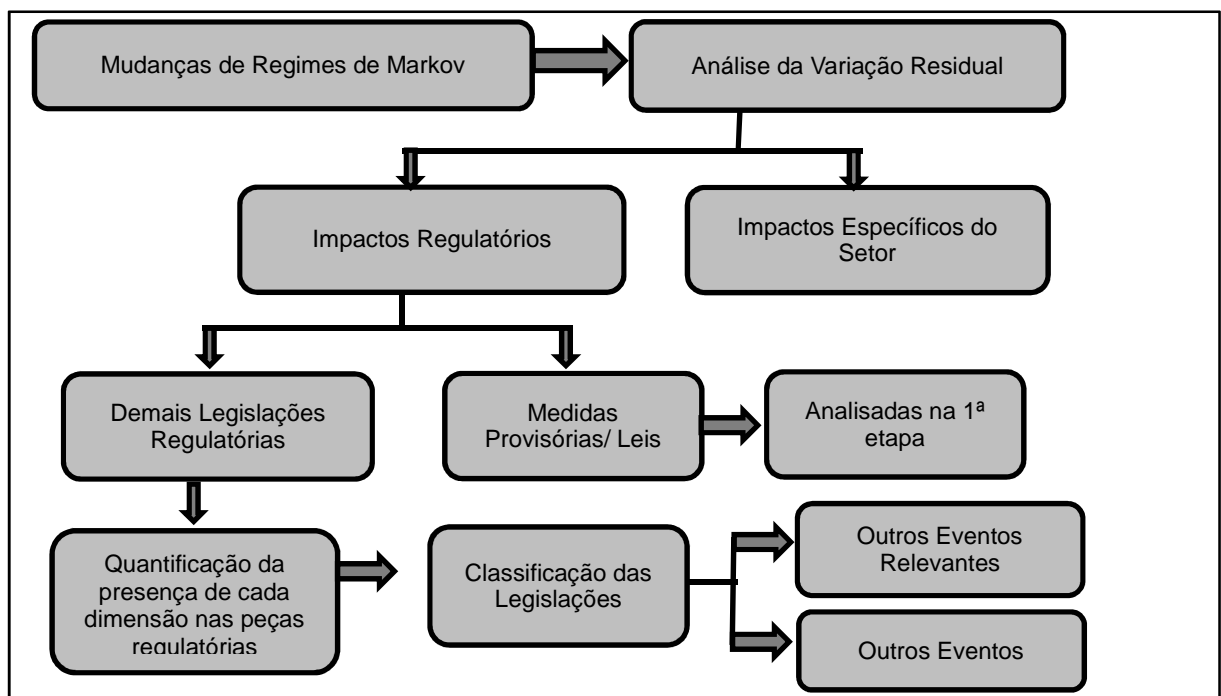 Mudanças de Regimes de Markov
Análise da Variação Residual
Impactos Regulatórios
Impactos Específicos do
Setor
Demais Legislações
Regulatórias
Medidas
Provisórias/ Leis
Analisadas na 1ª
etapa
Quantificação da
presença de cada
dimensão nas peças
regulatórias
Classificação das
Legislações
Outros Eventos
Relevantes
Outros Eventos